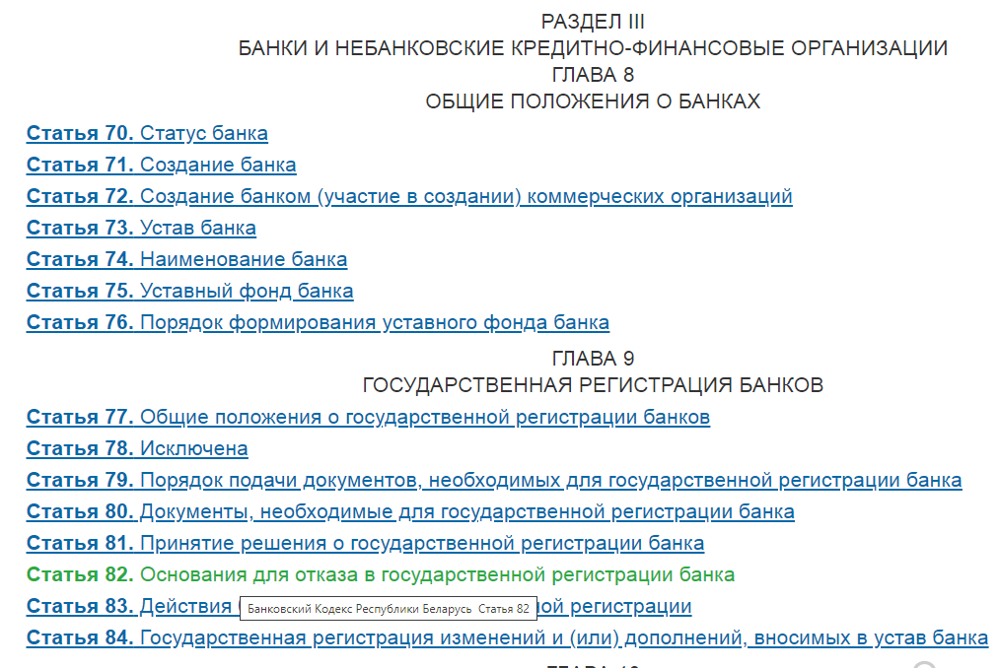 РАЗДЕЛ III
БАНКИ И НЕБАНКОВСКИЕ КРЕДИТНО-ФИНАНСОВЫЕ ОРГАНИЗАЦИИ
ГЛАВА 8
ОБЩИЕ ПОЛОЖЕНИЯ О БАНКАХ
Статья 70. Статус банка
Статья 71. Создание банка
Статья 72. Создание банком (участие в создании) коммерческих организаций
Статья 73. Устав банка
Статья 74. Наименование банка
Статья 75. Уставный фонд банка
Статья 76. Порядок формирования уставного фонда банка
ГЛАВА 9
ГОСУДАРСТВЕННАЯ РЕГИСТРАЦИЯ БАНКОВ
Статья 77. Общие положения о государственной регистрации банков
Статья 78. Исключена
Статья 79. Порядок подачи документов, необходимых для государственной регистрации банка
Статья 80. Документы, необходимые для государственной регистрации банка
Статья 81. Принятие решения о государственной регистрации банка
Статья 82. Основания для отказа в государственной регистрации банка
Статья 83. Действия регистрации
Банковский Кодекс Республики Беларусь Статья 82
Статья 84. Государственная регистрация изменений и (или) дополнений, вносимых в устав банка